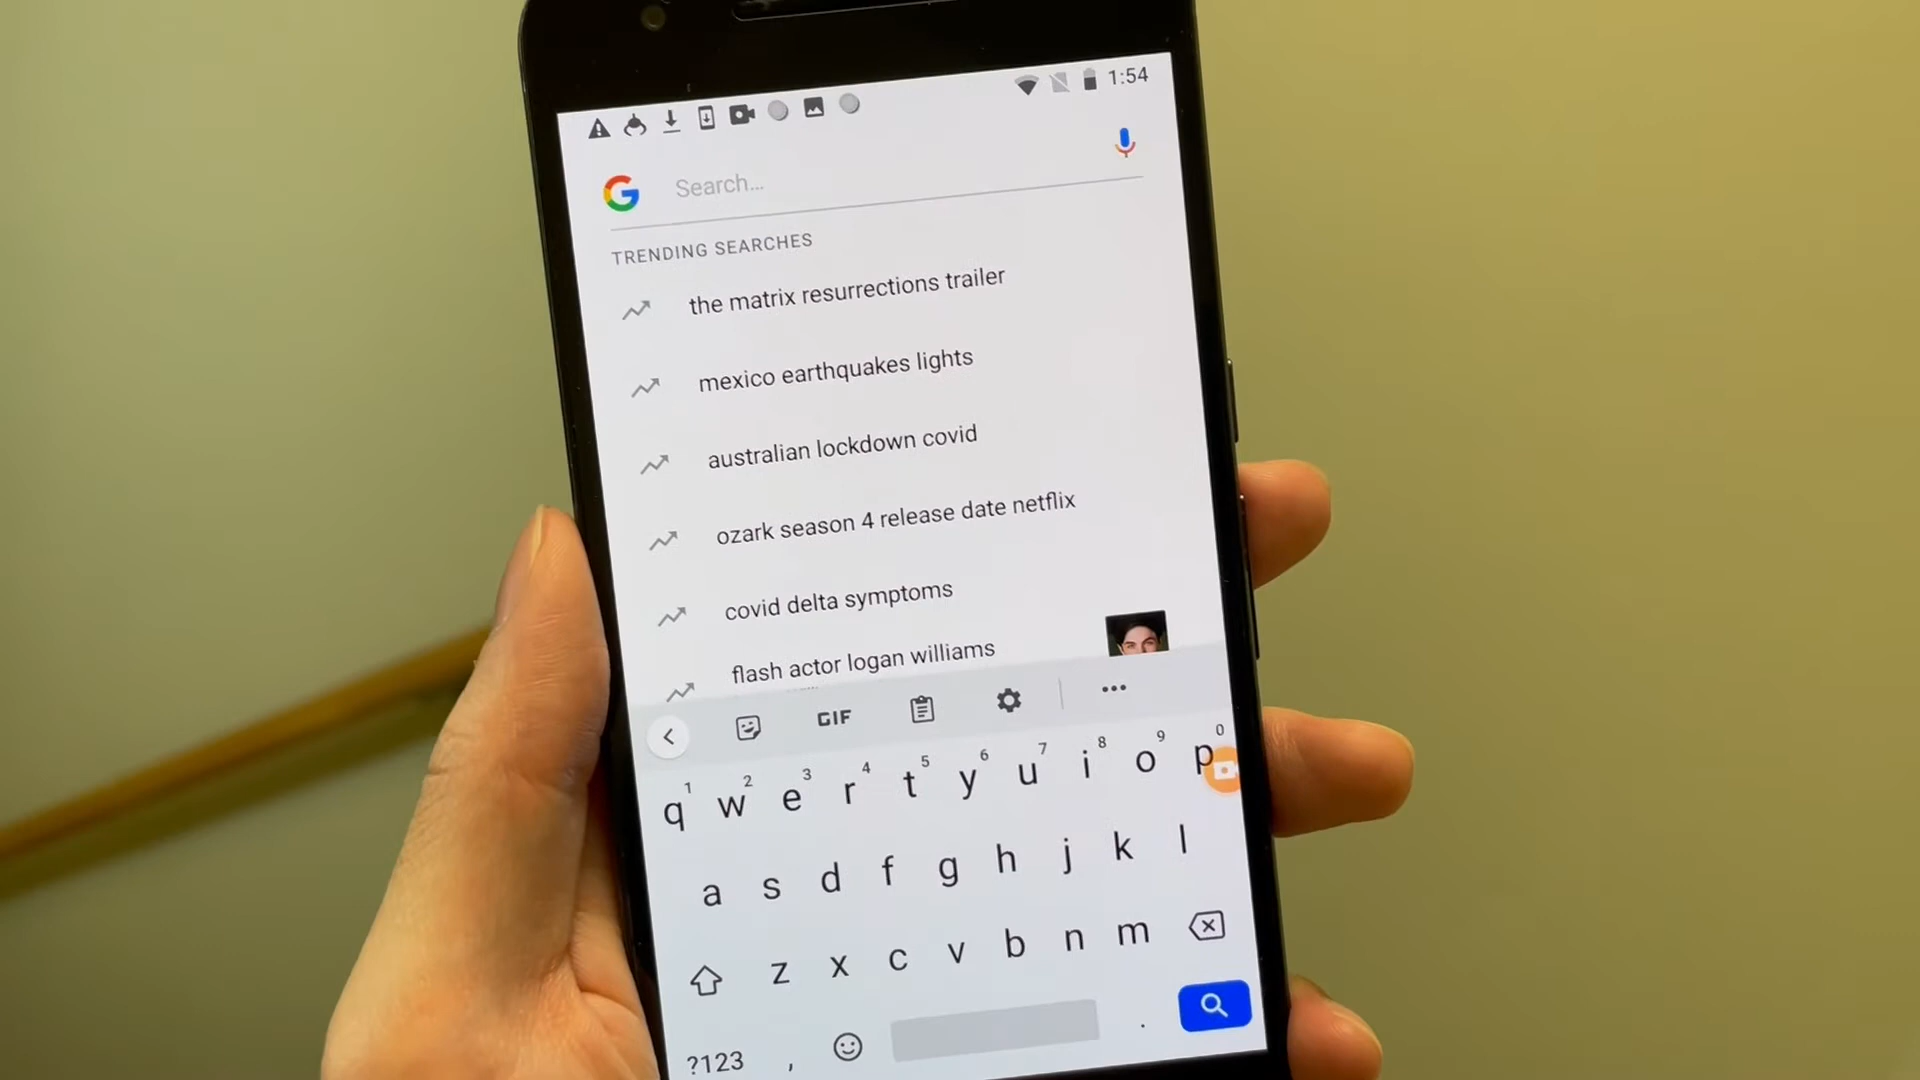 1:54
Search...
TRENDING SEARCHES
the matrix resurrections trailer
mexico earthquakes lights
australian lockdown covid
ozark season 4 release date netflix
covid delta symptoms
flash actor logan williams
GIF
1 2 3 4 5 6 7 8 9 0
q w e r t y u i o p
a s d f g h j k l
z x c v b n m
?123 , .